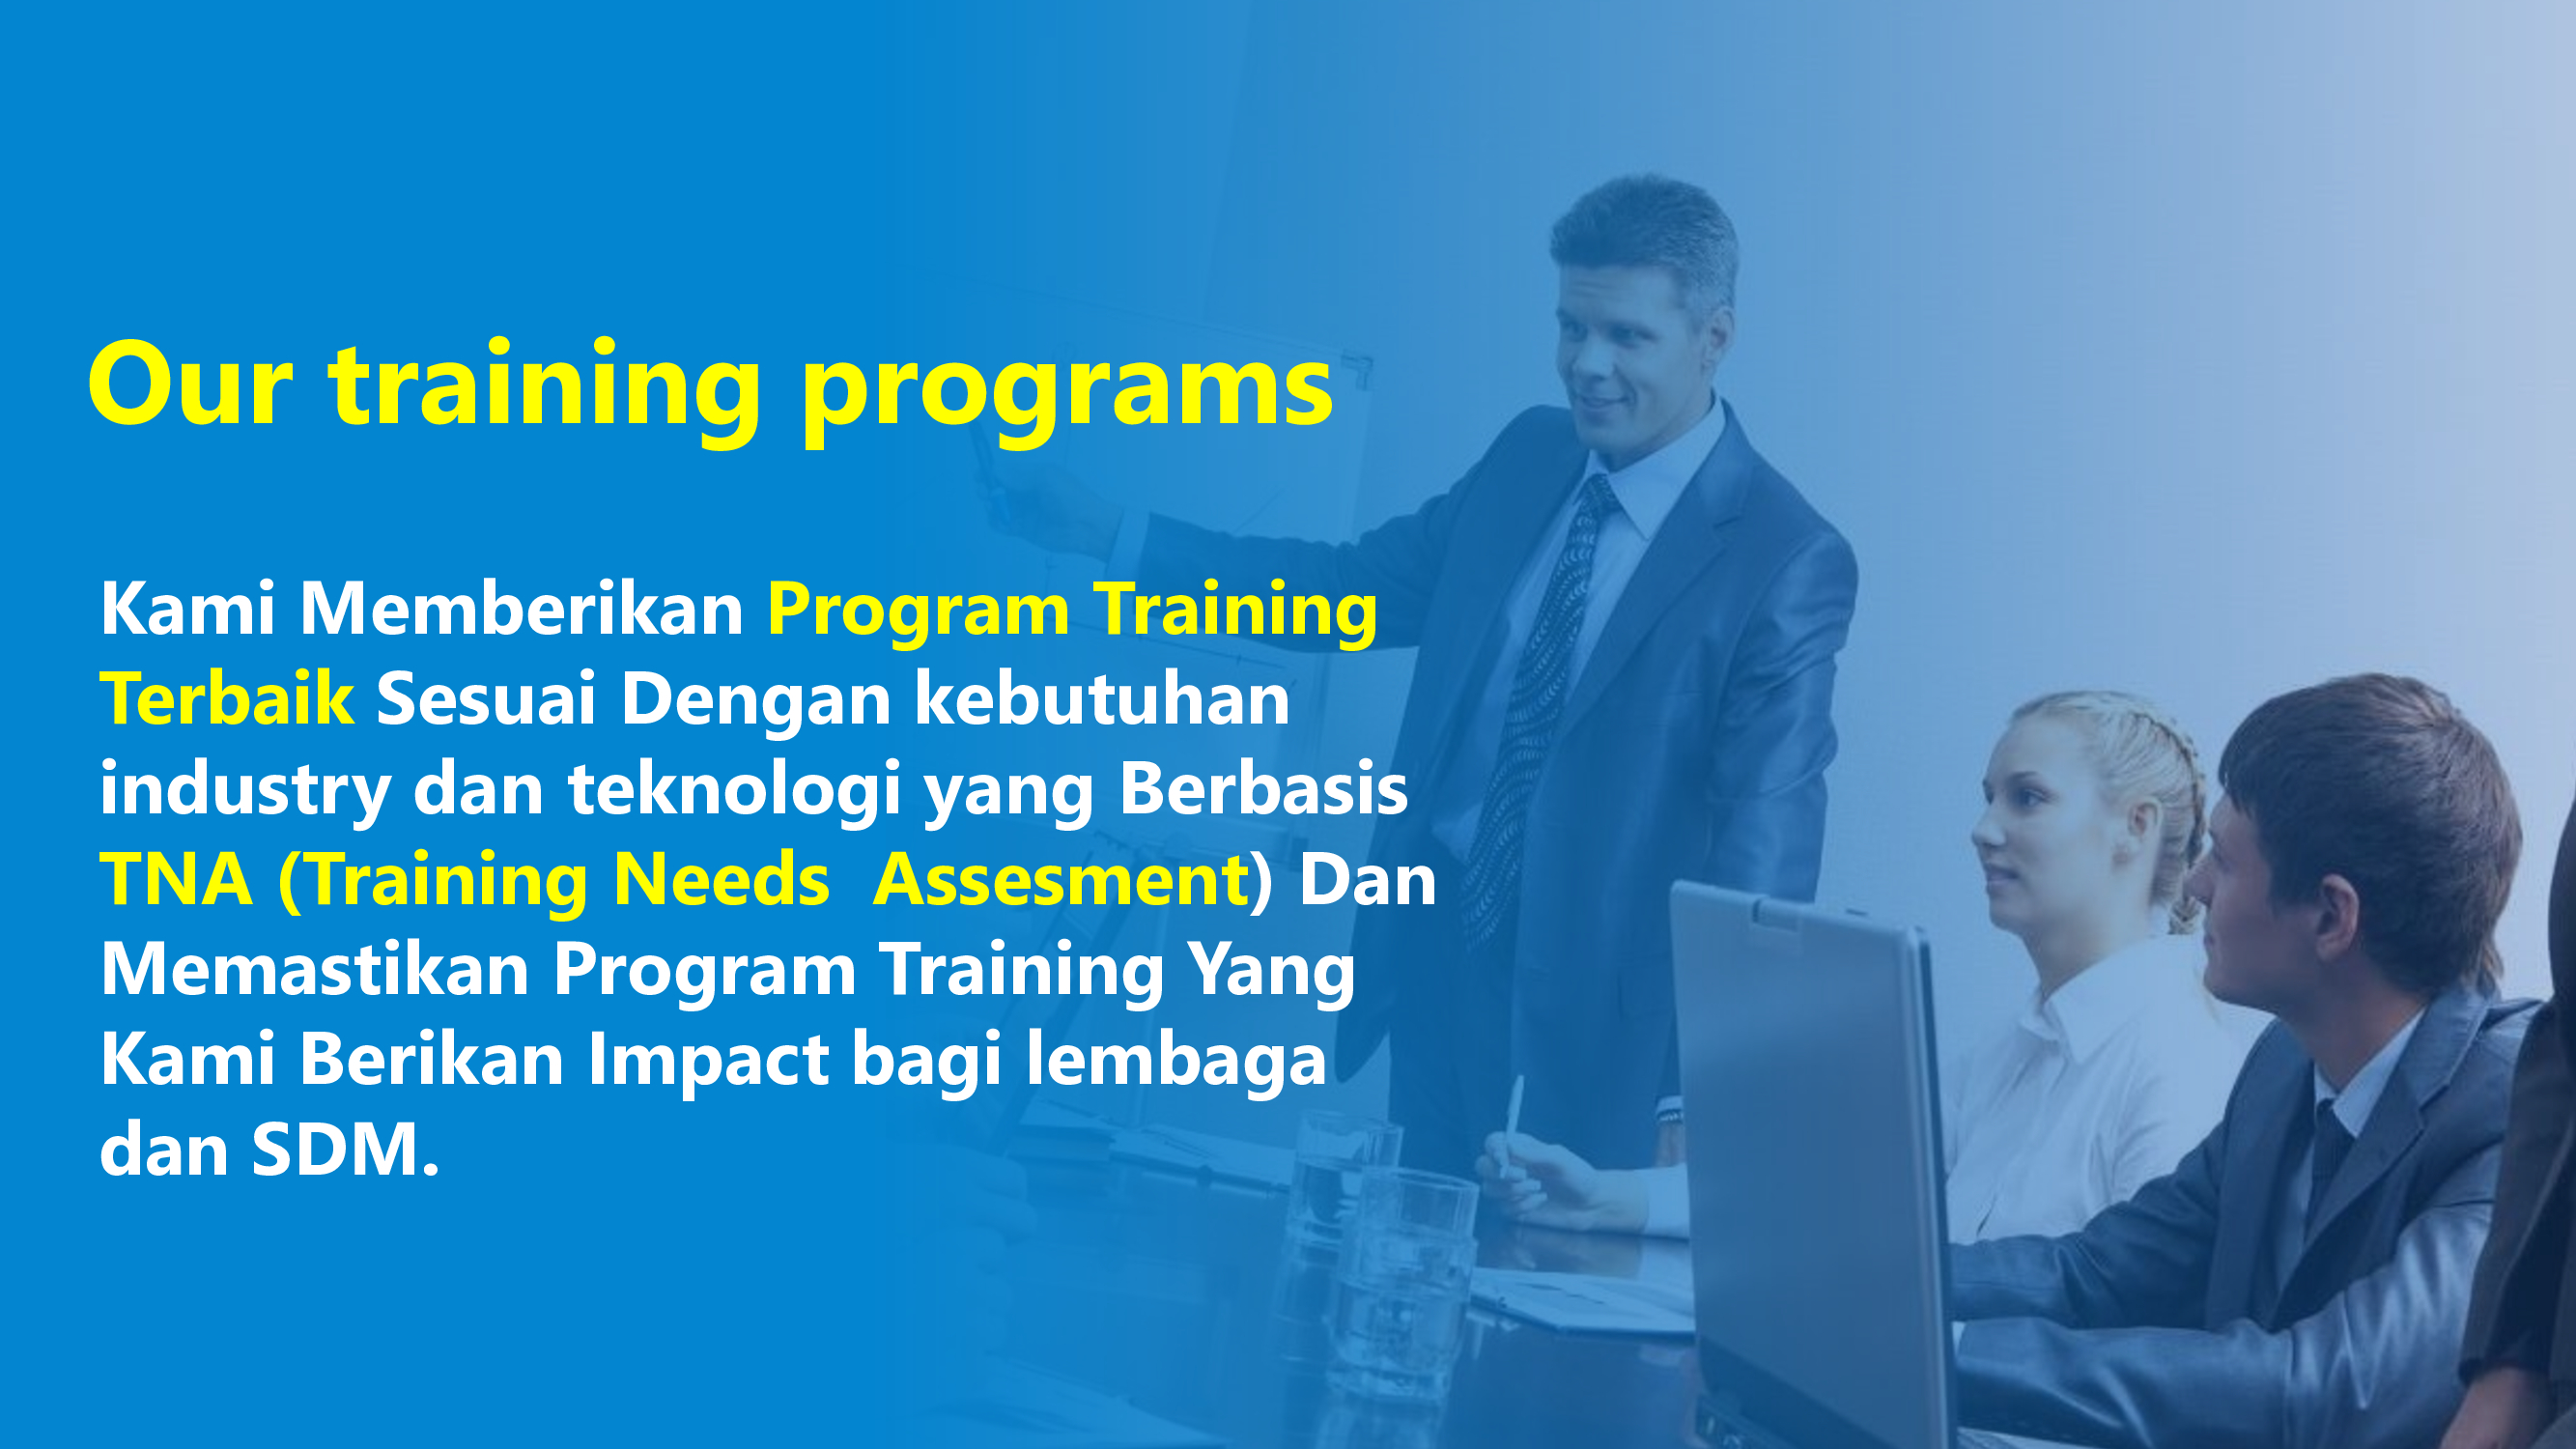 Our training programs
Kami Memberikan Program Training
Terbaik Sesuai Dengan kebutuhan
industry dan teknologi yang Berbasis
TNA (Training Needs  Assesment) Dan
Memastikan Program Training Yang
Kami Berikan Impact bagi lembaga
dan SDM.